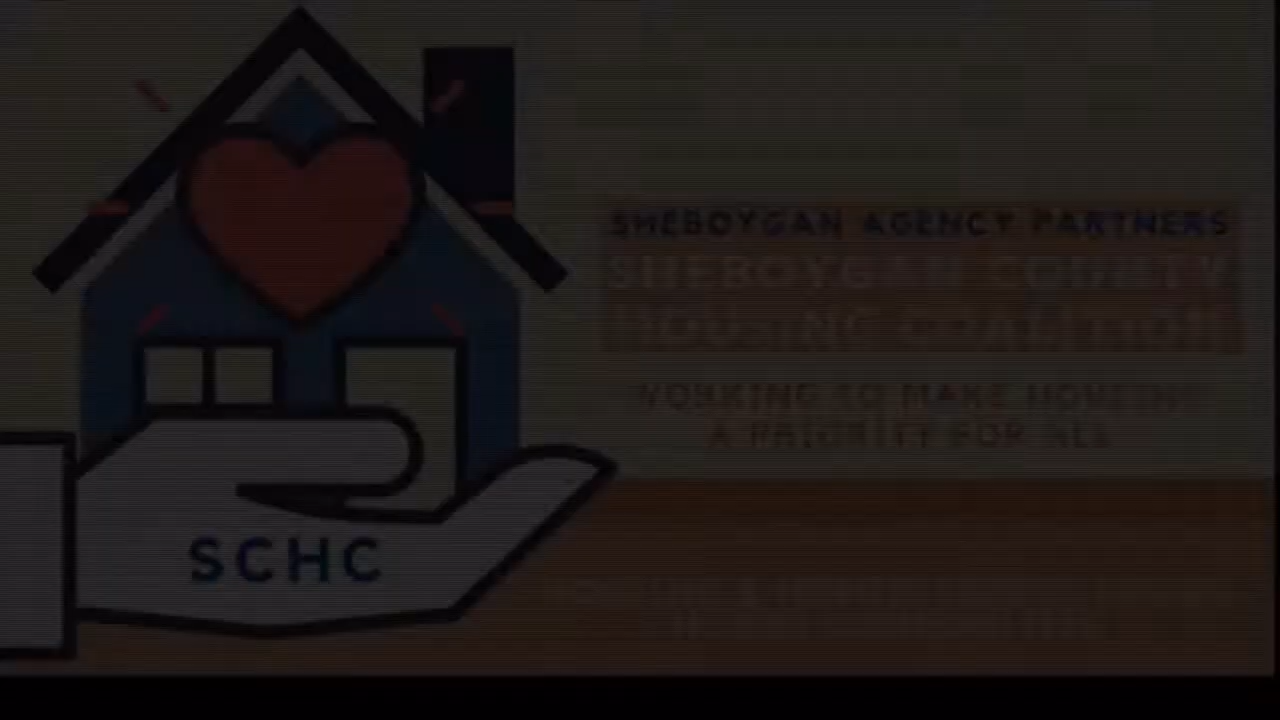 SHEBOYGAN AGENCY PARTNERS
SHEBOYGAN COUNTY
HOUSING COALITION
WORKING TO MAKE HOUSING
A PRIORITY FOR ALL
SCHC